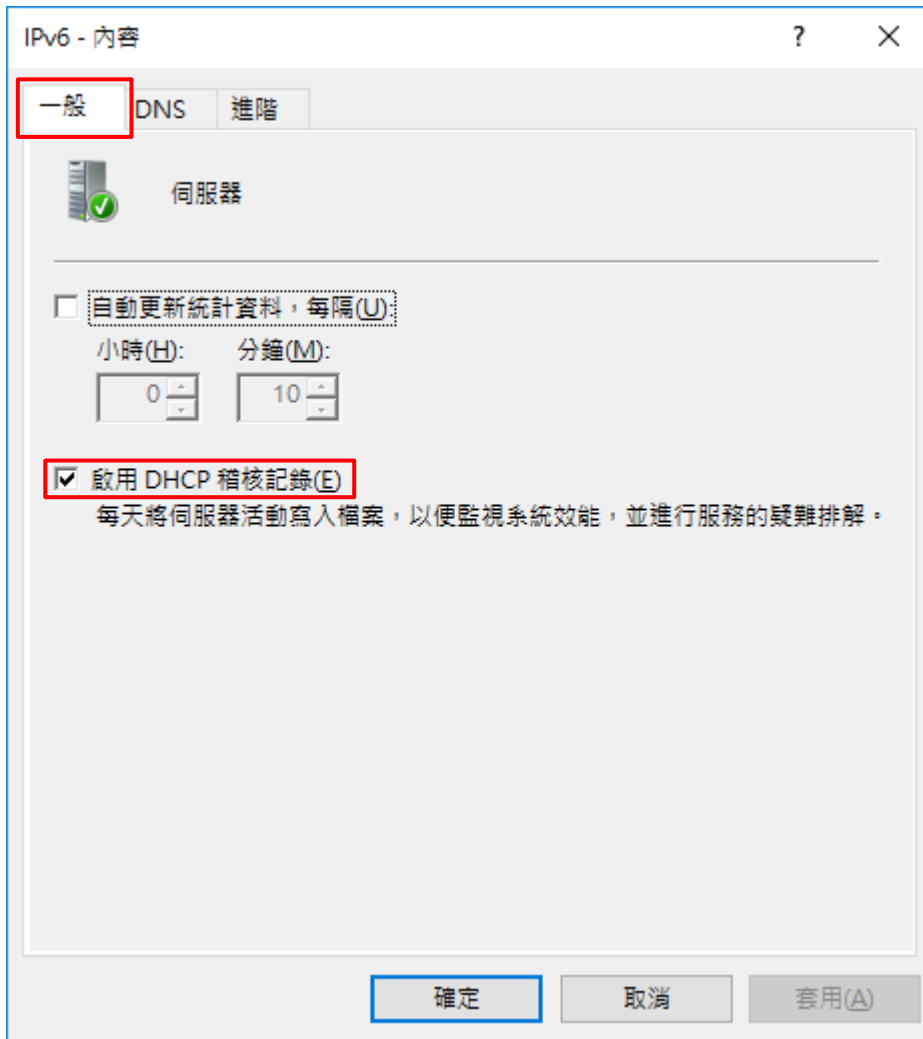 IPv6 - 內容 ?
一般 DNS 進階
伺服器
自動更新統計資料，每隔(U):
小時(H): 分鐘(M):
0 10
啟用 DHCP 稽核記錄(E)
每天將伺服器活動寫入檔案，以便監視系統效能，並進行服務的疑難排解。
確定 取消 套用(A)